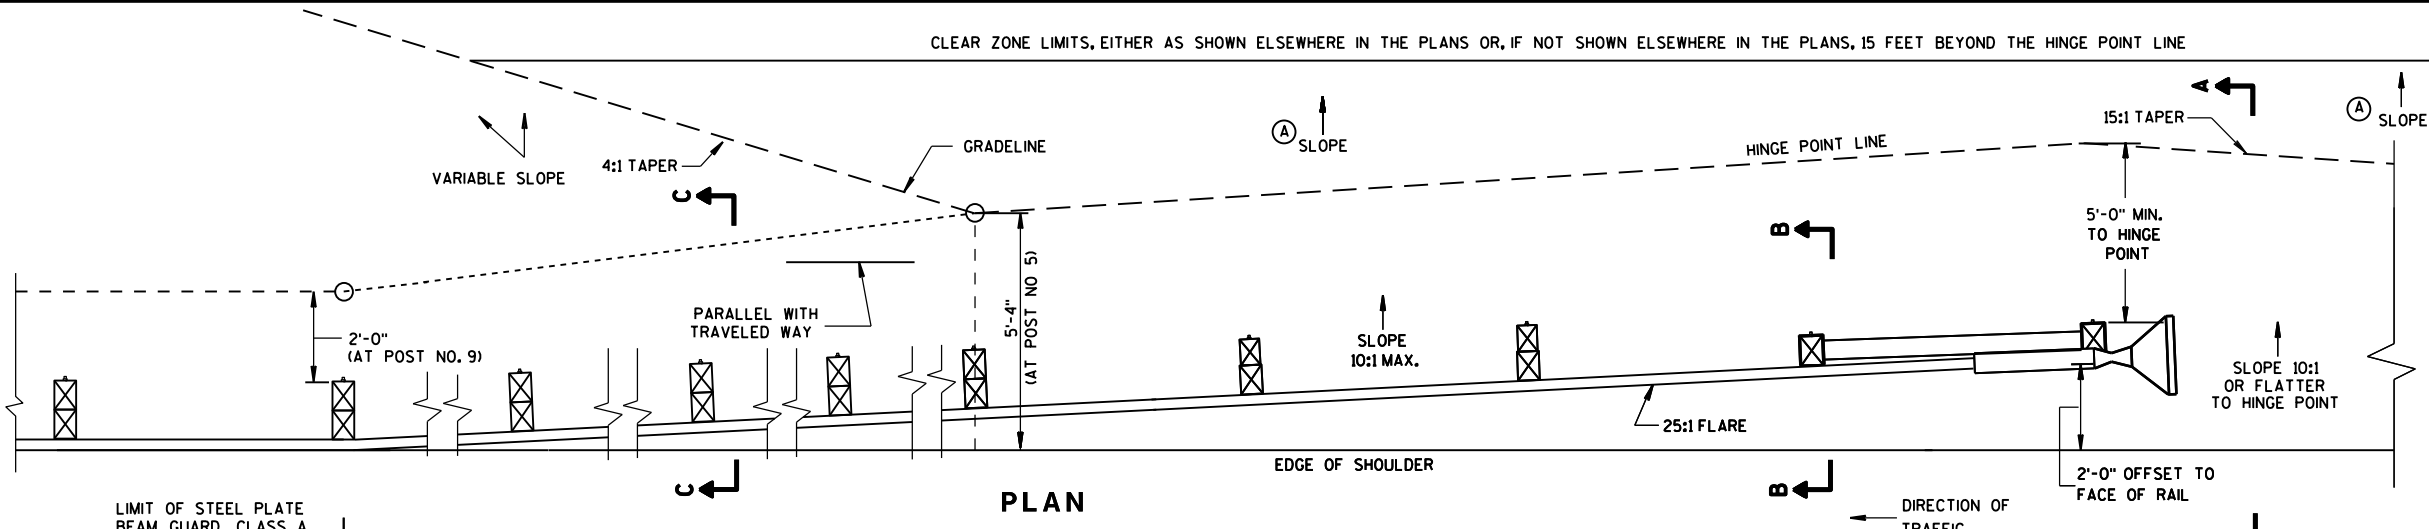 CLEAR ZONE LIMITS, EITHER AS SHOWN ELSEWHERE IN THE PLANS OR, IF NOT SHOWN ELSEWHERE IN THE PLANS, 15 FEET BEYOND THE HINGE POINT LINE
A
A
SLOPE
15:1 TAPER
A
SLOPE
HINGE POINT LINE
GRADELINE
4:1 TAPER
VARIABLE SLOPE
C
B
5'-0" MIN.
TO HINGE
POINT
5'-4"
(AT POST NO 5)
PARALLEL WITH
TRAVELED WAY
2'-0"
(AT POST NO. 9)
SLOPE
10:1 MAX.
SLOPE 10:1
OR FLATTER
TO HINGE POINT
25:1 FLARE
EDGE OF SHOULDER
2'-0" OFFSET TO
FACE OF RAIL
C
B
PLAN
LIMIT OF STEEL PLATE
BEAM GUARD, CLASS A
DIRECTION OF
TRAFFIC